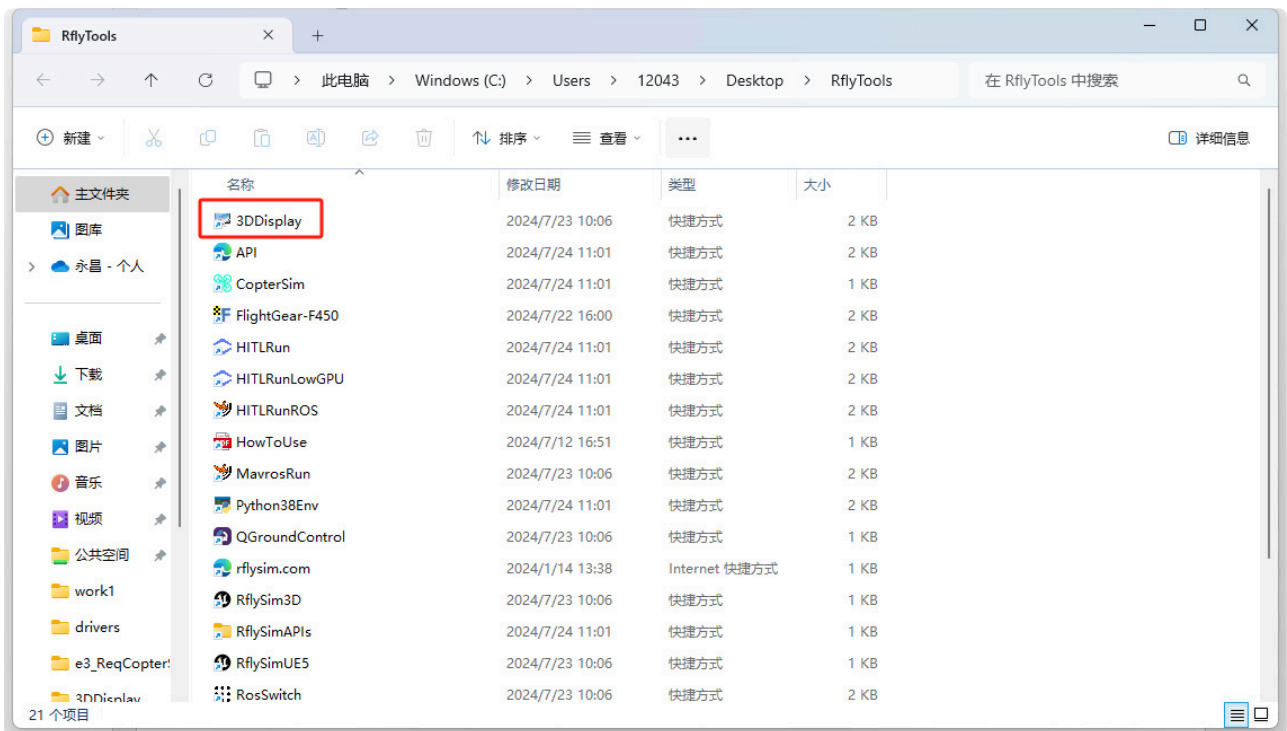 RflyTools
此电脑 > Windows (C:) > Users > 12043 > Desktop > RflyTools
在 RflyTools 中搜索
新建 排序 查看 ... 详细信息
名称 修改日期 类型 大小
主文件夹
图库
永昌 - 个人
桌面
下载
文档
图片
音乐
视频
公共空间
work1
drivers
e3_ReqCopterS
3DDisplay
3DDisplay 2024/7/23 10:06 快捷方式 2 KB
API 2024/7/24 11:01 快捷方式 2 KB
CopterSim 2024/7/24 11:01 快捷方式 1 KB
FlightGear-F450 2024/7/22 16:00 快捷方式 2 KB
HITLRun 2024/7/24 11:01 快捷方式 2 KB
HITLRunLowGPU 2024/7/24 11:01 快捷方式 2 KB
HITLRunROS 2024/7/24 11:01 快捷方式 2 KB
HowToUse 2024/7/12 16:51 快捷方式 1 KB
MavrosRun 2024/7/23 10:06 快捷方式 2 KB
Python38Env 2024/7/24 11:01 快捷方式 2 KB
QGroundControl 2024/7/23 10:06 快捷方式 1 KB
rflysim.com 2024/1/14 13:38 Internet 快捷方式 1 KB
RflySim3D 2024/7/23 10:06 快捷方式 1 KB
RflySimAPIs 2024/7/24 11:01 快捷方式 1 KB
RflySimUE5 2024/7/23 10:06 快捷方式 1 KB
RosSwitch 2024/7/23 10:06 快捷方式 2 KB
21 个项目